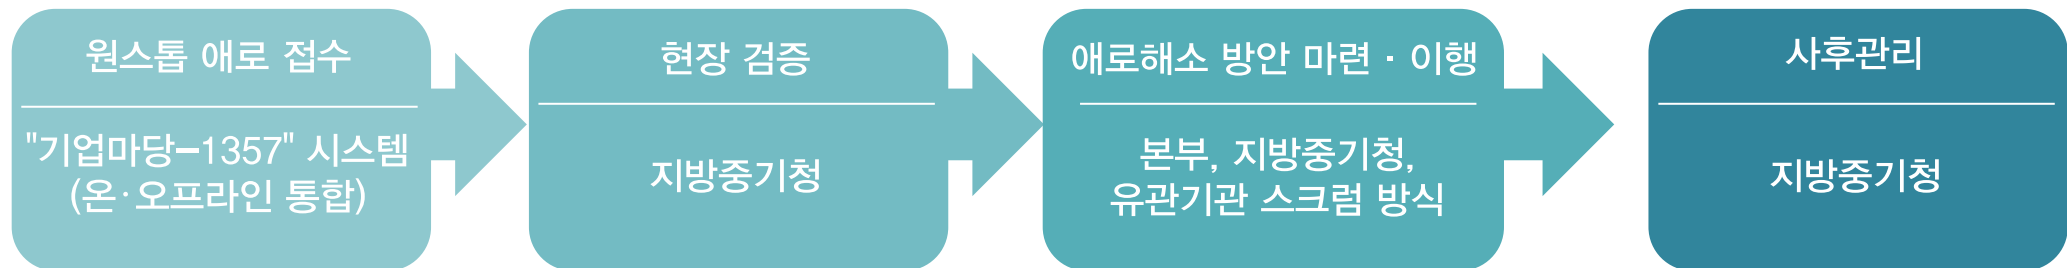 원스톱 애로 접수
"기업마당-1357" 시스템
(온·오프라인 통합)
현장 검증
지방중기청
애로해소 방안 마련·이행
본부, 지방중기청,
유관기관 스크럼 방식
사후관리
지방중기청